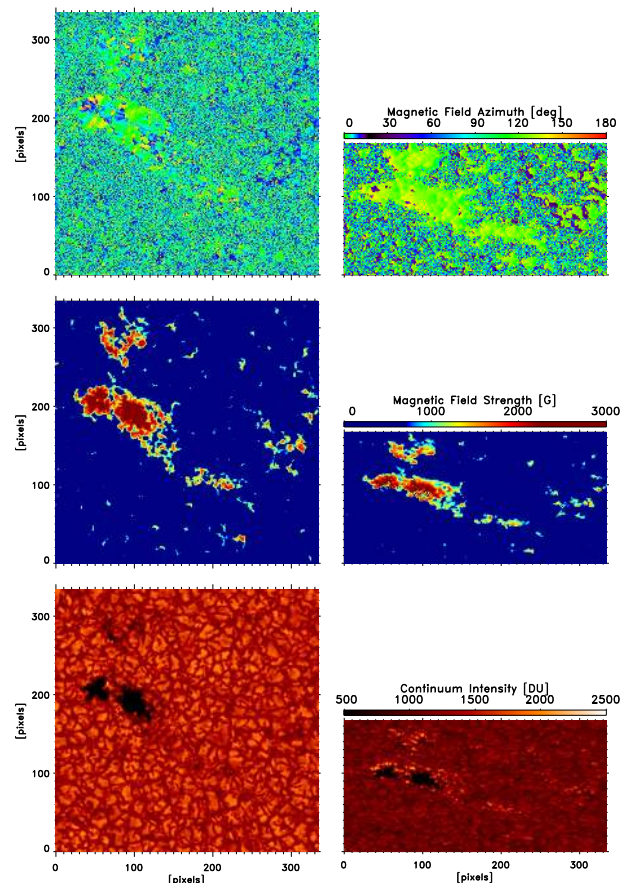 300
200
[pixels]
100
0
Magnetic Field Azimuth [deg]
0 30 60 90 120 150 180
300
200
[pixels]
100
0
Magnetic Field Strength [G]
0 1000 2000 3000
300
200
[pixels]
100
0
0 100 200 300
[pixels]
Continuum Intensity [DU]
500 1000 1500 2000 2500
0 100 200 300
[pixels]